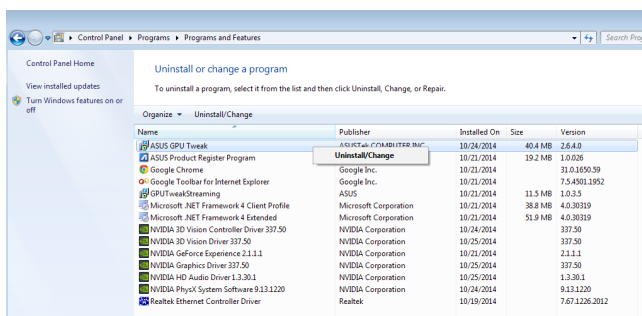 Control Panel ▸ Programs ▸ Programs and Features
Search Pro
Control Panel Home
View installed updates
Turn Windows features on or
off
Uninstall or change a program
To uninstall a program, select it from the list and then click Uninstall, Change, or Repair.
Organize Uninstall/Change
Name Publisher Installed On Size Version
ASUS GPU Tweak ASUSTek COMPUTER INC. 10/24/2014 40.4 MB 2.6.4.0
Uninstall/Change
ASUS Product Register Program 10/21/2014 19.2 MB 1.0.026
Google Chrome Google Inc. 10/21/2014 31.0.1650.59
Google Toolbar for Internet Explorer Google Inc. 10/21/2014 7.5.4501.1952
GPUTweakStreaming ASUS 10/21/2014 11.5 MB 1.0.3.5
Microsoft .NET Framework 4 Client Profile Microsoft Corporation 10/21/2014 38.8 MB 4.0.30319
Microsoft .NET Framework 4 Extended Microsoft Corporation 10/21/2014 51.9 MB 4.0.30319
NVIDIA 3D Vision Controller Driver 337.50 NVIDIA Corporation 10/24/2014 337.50
NVIDIA 3D Vision Driver 337.50 NVIDIA Corporation 10/25/2014 337.50
NVIDIA GeForce Experience 2.1.1.1 NVIDIA Corporation 10/21/2014 2.1.1.1
NVIDIA Graphics Driver 337.50 NVIDIA Corporation 10/25/2014 337.50
NVIDIA HD Audio Driver 1.3.30.1 NVIDIA Corporation 10/25/2014 1.3.30.1
NVIDIA PhysX System Software 9.13.1220 NVIDIA Corporation 10/24/2014 9.13.1220
Realtek Ethernet Controller Driver Realtek 10/19/2014 7.67.1226.2012